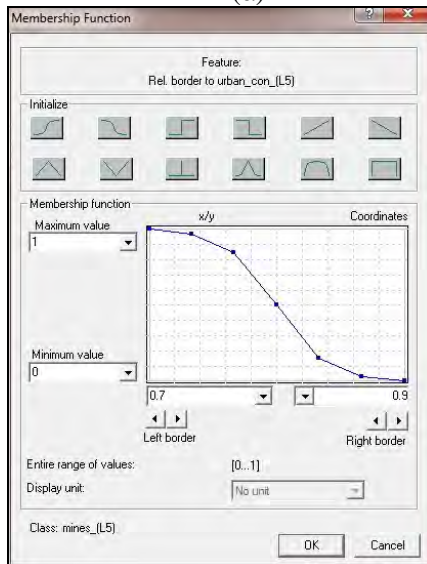 Membership Function
Feature:
Rel. border to urban_con_(L5)
Initialize
Membership function
x/y
Coordinates
Maximum value
1
Minimum value
0
0.7
0.9
Left border
Right border
Entire range of values:
[0...1]
Display unit:
No unit
Class: mines_(L5)
OK
Cancel